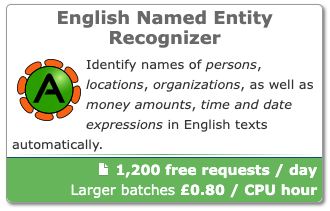 English Named Entity
Recognizer
A
Identify names of persons,
locations, organizations, as well as
money amounts, time and date
expressions in English texts
automatically.
1,200 free requests / day
Larger batches £0.80 / CPU hour